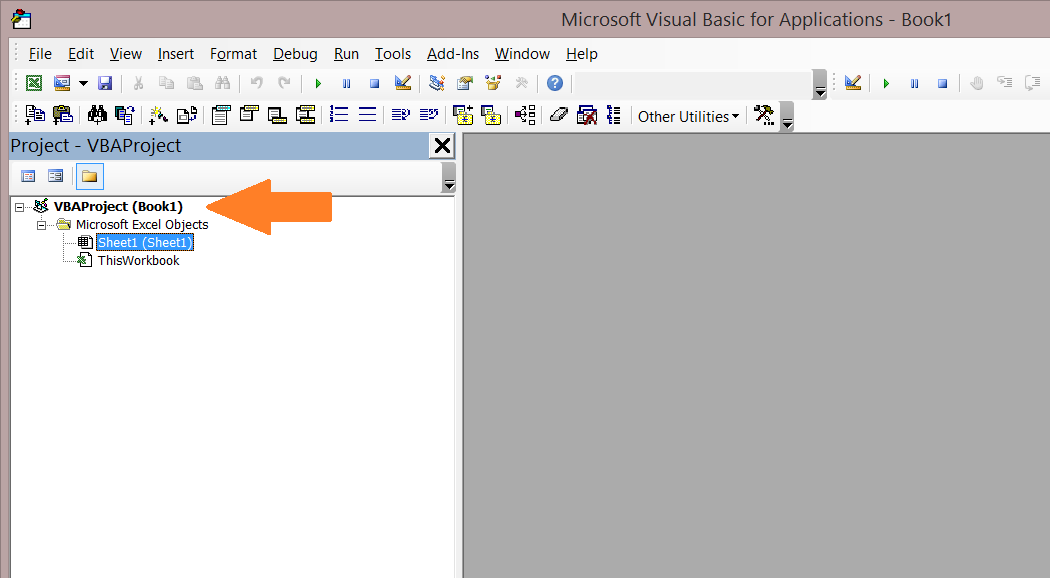 Microsoft Visual Basic for Applications - Book1
File Edit View Insert Format Debug Run Tools Add-Ins Window Help
Other Utilities
Project - VBAProject
VBAProject (Book1)
Microsoft Excel Objects
Sheet1 (Sheet1)
ThisWorkbook